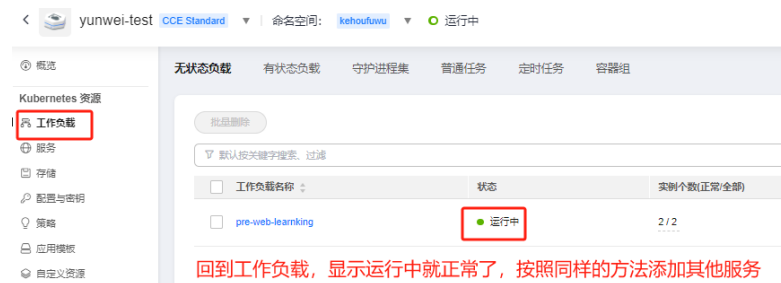 yunwei-test CCE Standard 命名空间: kehoufuwu 运行中
概览
无状态负载 有状态负载 守护进程集 普通任务 定时任务 容器组
Kubernetes 资源
工作负载
批量删除
服务
默认按关键字搜索、过滤
存储
工作负载名称 状态 实例个数(正常/全部)
配置与密钥
策略
pre-web-learnking 运行中 2 / 2
应用模板
自定义资源
回到工作负载，显示运行中就正常了，按照同样的方法添加其他服务